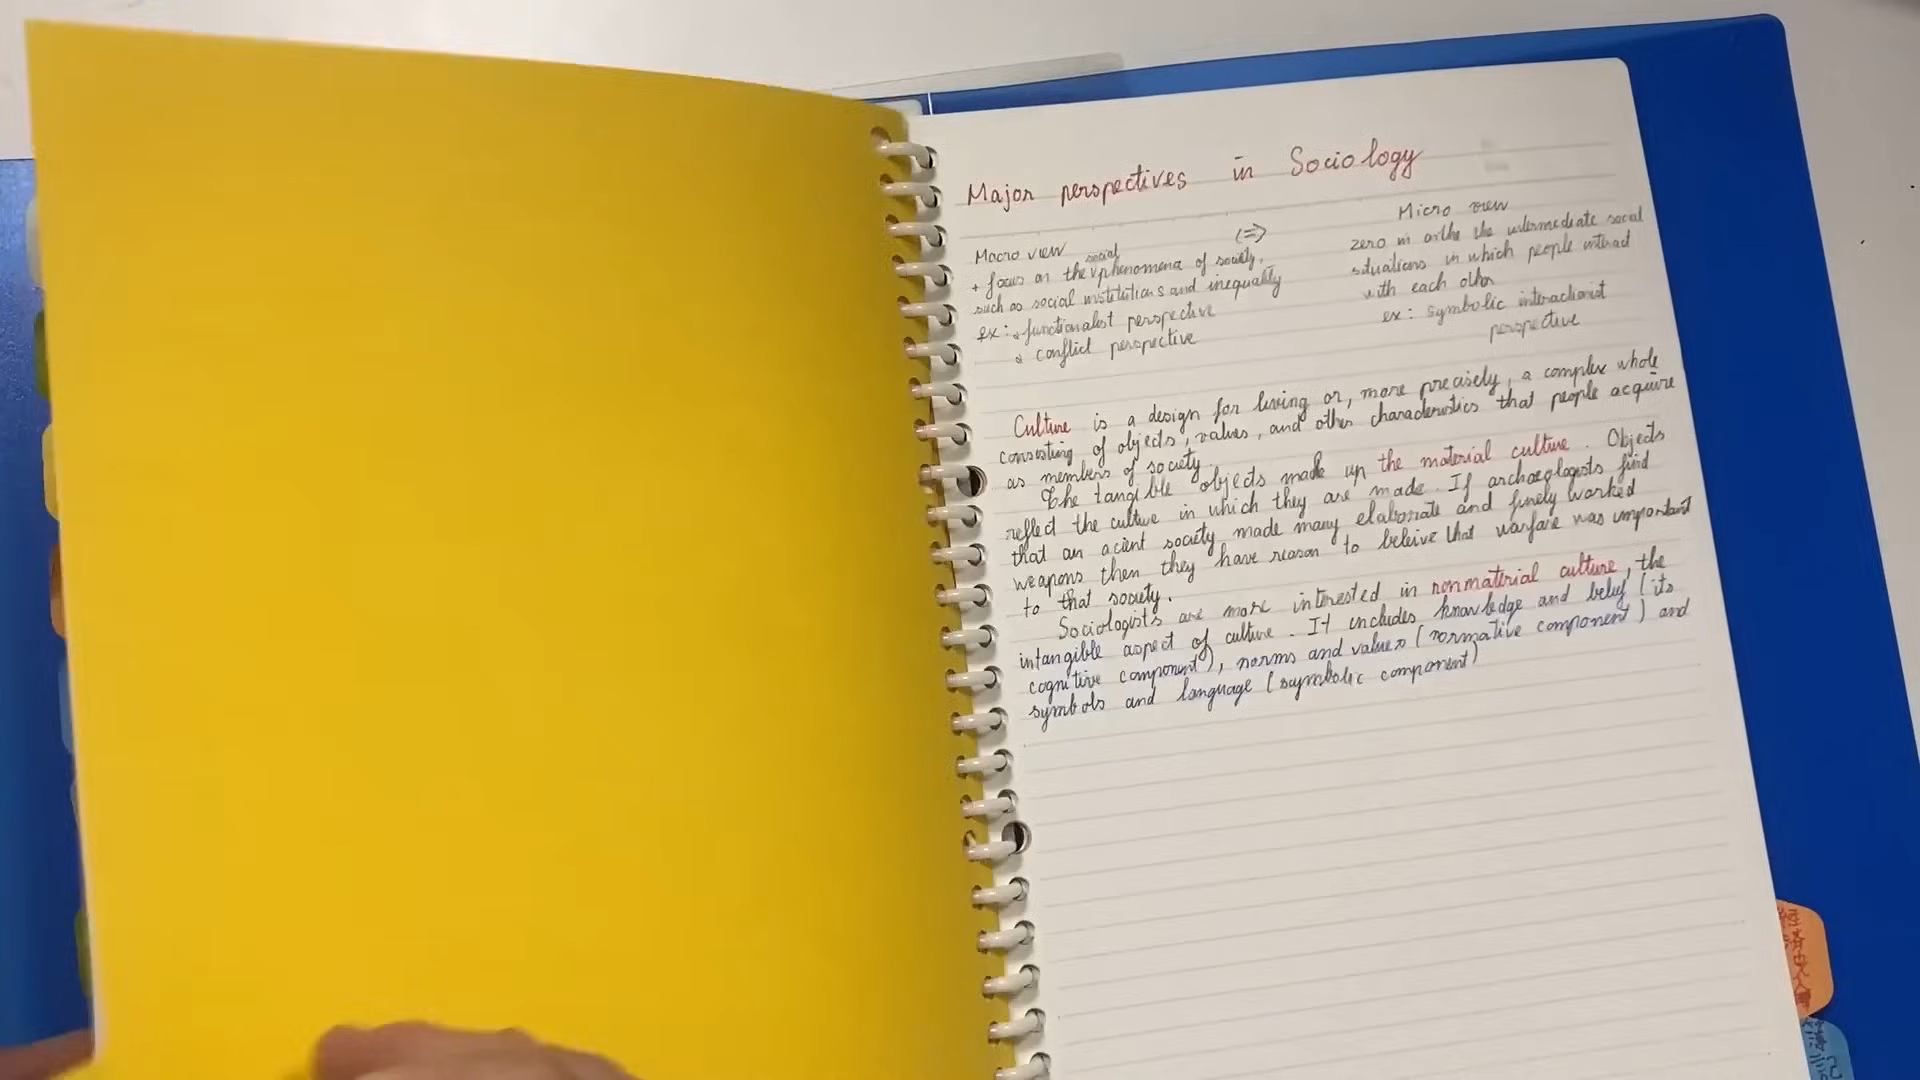 Major perspectives in Sociology
Macro view
social
+ focus on the phenomena of society,
such as social institutions and inequality
ex: functionalist perspective
conflict perspective
(=>)
Micro view
zero in on the the intermediate social
situations in which people interact
with each other
ex: symbolic interactionist
perspective
Culture is a design for living or, more precisely, a complex whole
consisting of objects, values, and other characteristics that people acquire
as members of society.
The tangible objects made up the material culture. Objects
reflect the culture in which they are made. If archaeologists find
that an acient society made many elaborate and finely worked
weapons then they have reason to beleive that warfare was important
to that society.
Sociologists are more interested in nonmaterial culture, the
intangible aspect of culture. It includes knowledge and belief (its
cognitive component), norms and values (normative component) and
symbols and language (symbolic component)